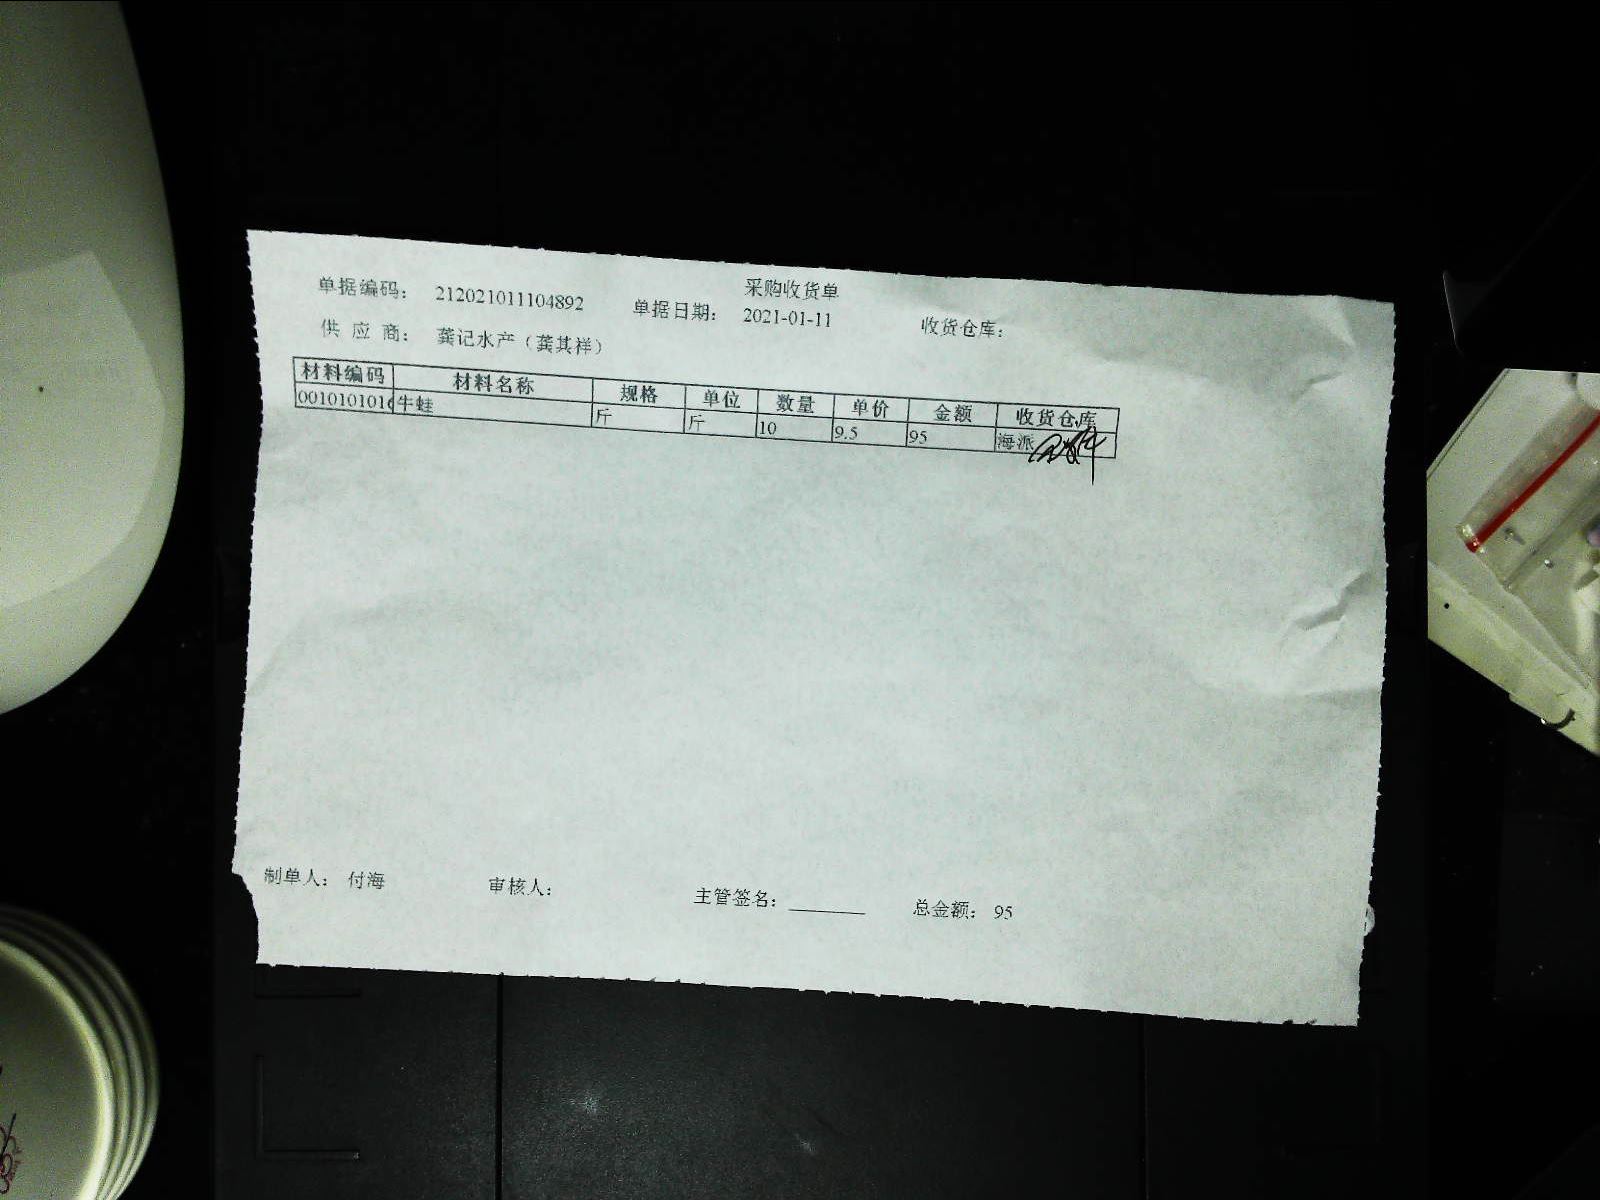 采购收货单
单据编码： 212021011104892 单据日期： 2021-01-11 收货仓库：
供 应 商： 龚记水产（龚其祥）
材料编码 材料名称 规格 单位 数量 单价 金额 收货仓库
001010101 牛蛙 斤 斤 10 9.5 95 海派
制单人： 付海 审核人： 主管签名： 总金额： 95